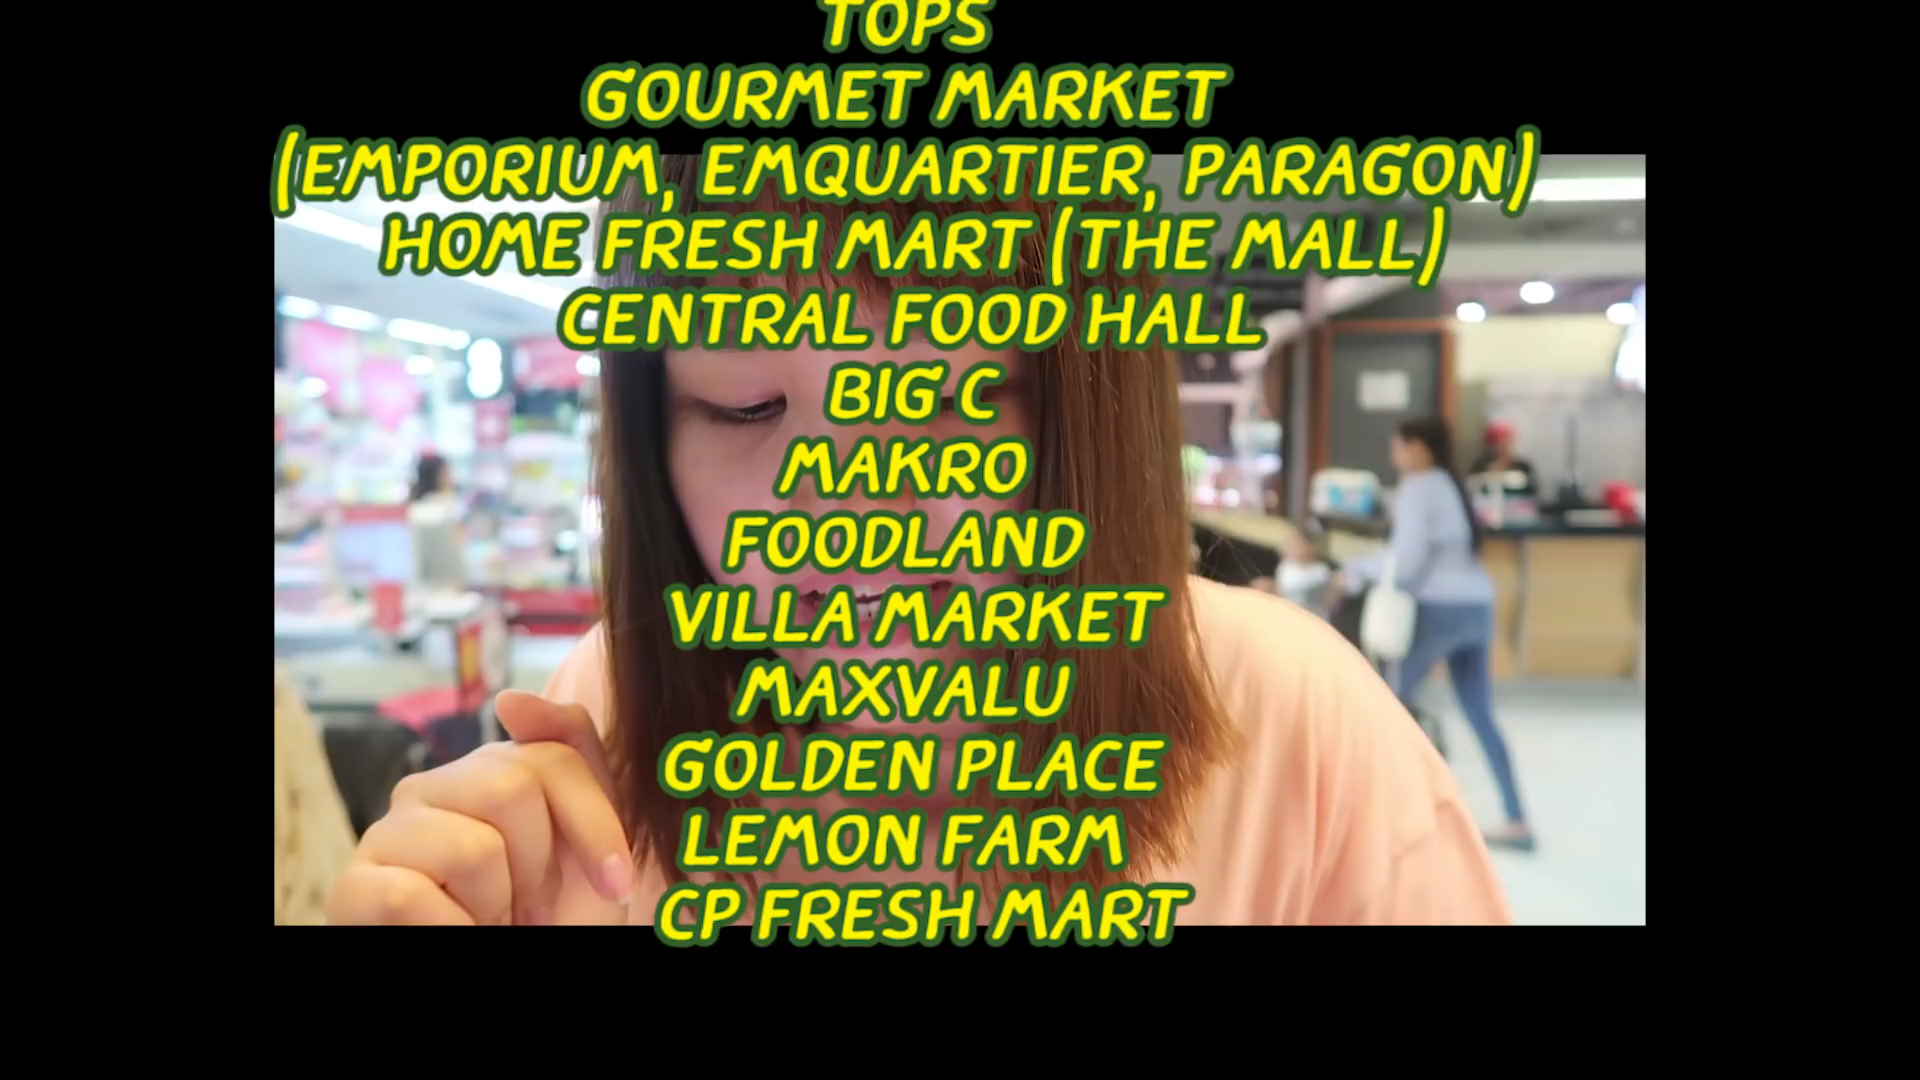 TOPS
GOURMET MARKET
(EMPORIUM, EMQUARTIER, PARAGON)
HOME FRESH MART (THE MALL)
CENTRAL FOOD HALL
BIG C
MAKRO
FOODLAND
VILLA MARKET
MAXVALU
GOLDEN PLACE
LEMON FARM
CP FRESH MART